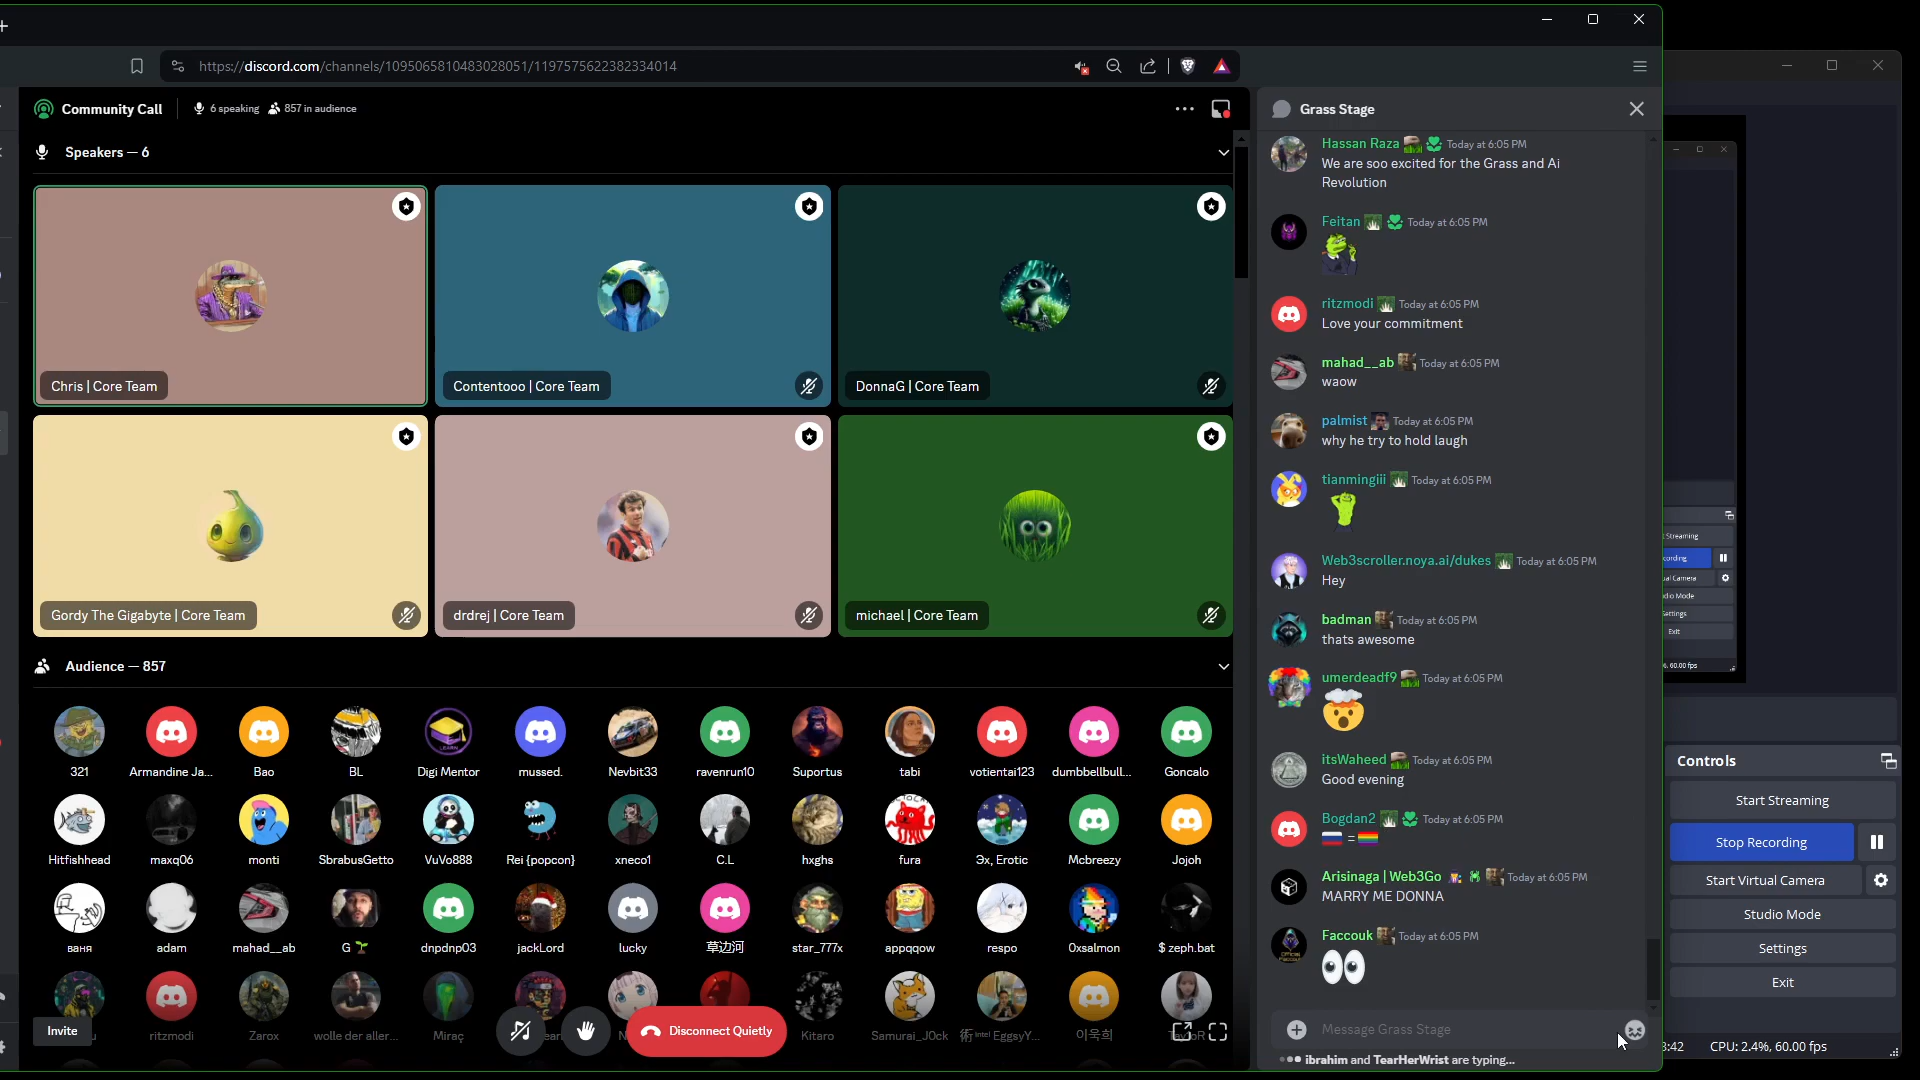 https://discord.com/channels/1095065810483028051/1197575622382334014
Community Call
6 speaking
857 in audience
Speakers — 6
Chris | Core Team
Contentooo | Core Team
DonnaG | Core Team
Gordy The Gigabyte | Core Team
drdrej | Core Team
michael | Core Team
Audience — 857
321
Armandine Ja...
Bao
BL
Digi Mentor
mussed.
Nevbit33
ravenrun10
Suportus
tabi
votientai123
dumbbellbull...
Goncalo
Hitfishhead
maxq06
monti
SbrabusGetto
VuVo888
Rei {popcon}
xneco1
C.L
hxghs
fura
Эх, Erotic
Mcbreezy
Jojoh
ваня
adam
mahad__ab
G
dnpdnp03
jackLord
lucky
草边河
star_777x
appqqow
respo
0xsalmon
$ zeph.bat
ritzmodi
Zarox
wolle der aller...
Miraç
Kitaro
Samurai_J0ck
이욱희
Invite
Disconnect Quietly
Grass Stage
Hassan Raza Today at 6:05 PM
We are soo excited for the Grass and Ai
Revolution
Feitan Today at 6:05 PM
ritzmodi Today at 6:05 PM
Love your commitment
mahad__ab Today at 6:05 PM
waow
palmist Today at 6:05 PM
why he try to hold laugh
tianmingiii Today at 6:05 PM
Web3scroller.noya.ai/dukes Today at 6:05 PM
Hey
badman Today at 6:05 PM
thats awesome
umerdeadf9 Today at 6:05 PM
itsWaheed Today at 6:05 PM
Good evening
Bogdan2 Today at 6:05 PM
=
Arisinaga | Web3Go Today at 6:05 PM
MARRY ME DONNA
Faccouk Today at 6:05 PM
Message Grass Stage
ibrahim and TearHerWrist are typing...
Controls
Start Streaming
Stop Recording
Start Virtual Camera
Studio Mode
Settings
Exit
:42
CPU: 2.4%, 60.00 fps